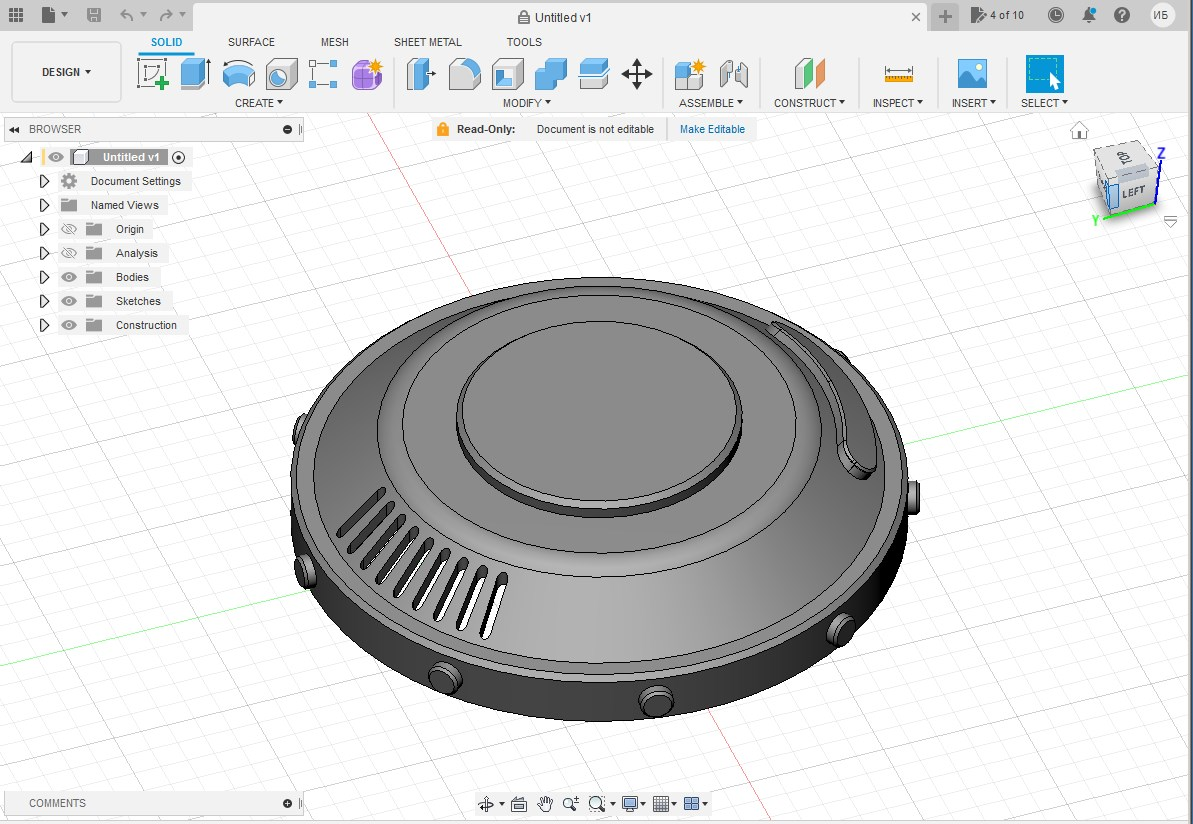 Untitled v1
4 of 10
ИБ
DESIGN
SOLID
SURFACE
MESH
SHEET METAL
TOOLS
CREATE
MODIFY
ASSEMBLE
CONSTRUCT
INSPECT
INSERT
SELECT
BROWSER
Read-Only: Document is not editable Make Editable
Untitled v1
Document Settings
Named Views
Origin
Analysis
Bodies
Sketches
Construction
TOP
LEFT
Z
Y
COMMENTS